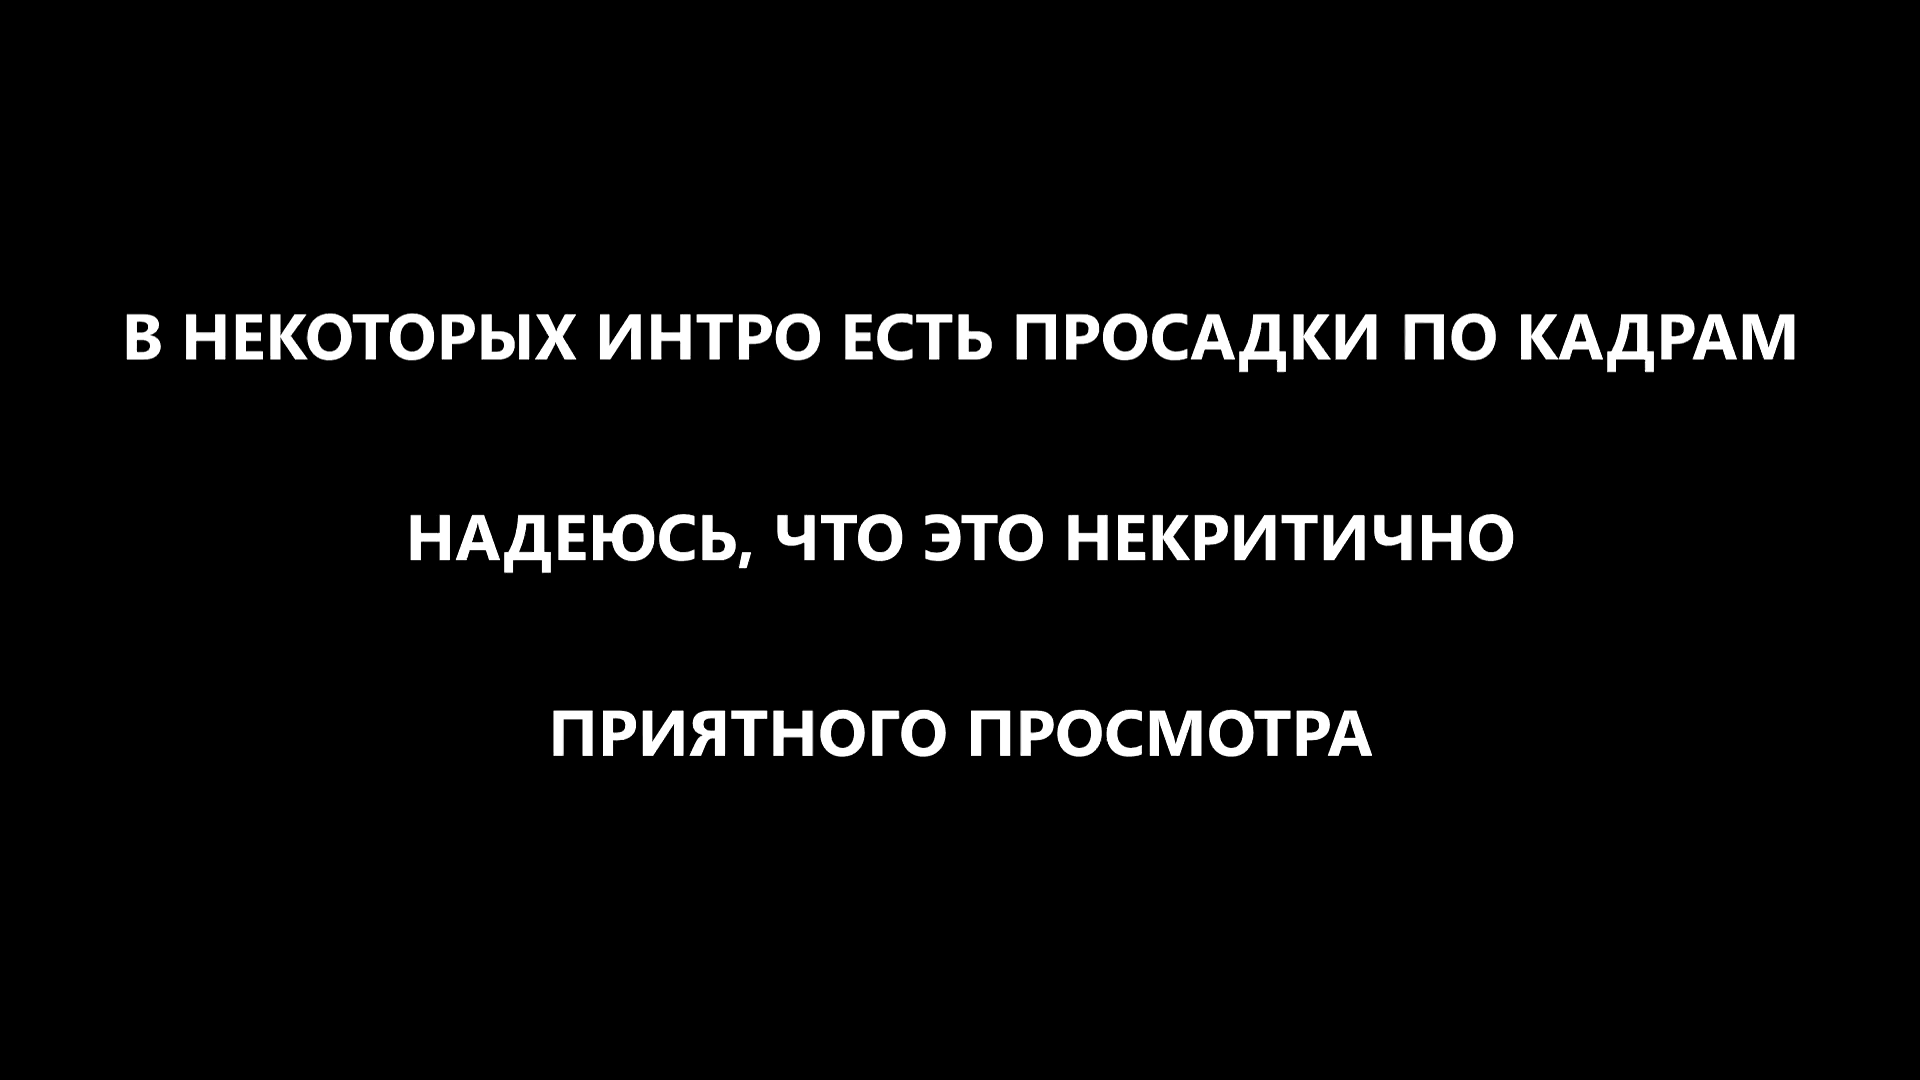 В НЕКОТОРЫХ ИНТРО ЕСТЬ ПРОСАДКИ ПО КАДРАМ
НАДЕЮСЬ, ЧТО ЭТО НЕКРИТИЧНО
ПРИЯТНОГО ПРОСМОТРА